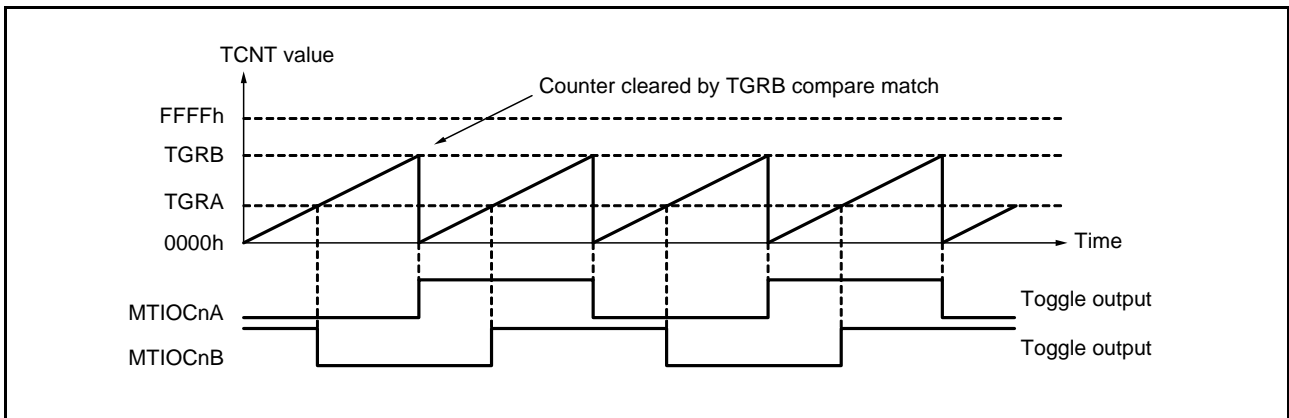 TCNT value
Counter cleared by TGRB compare match
FFFFh
TGRB
TGRA
0000h
Time
MTIOCnA
Toggle output
MTIOCnB
Toggle output